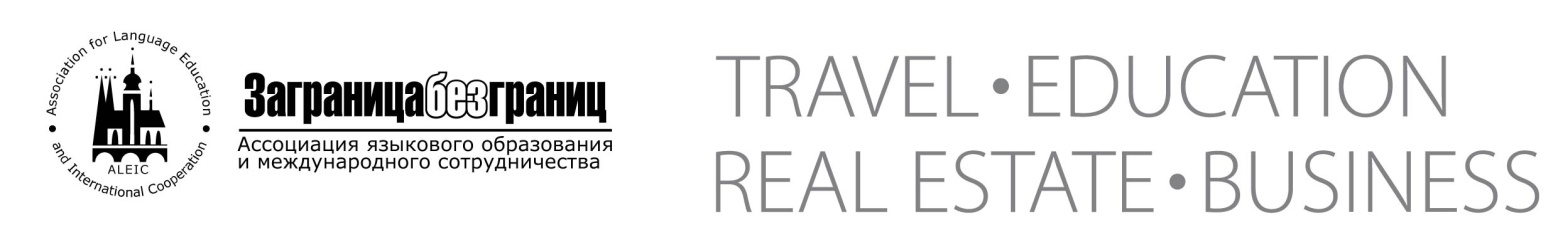 Association for Language Education
and International Cooperation
ALEIC
Заграницабезграниц
Ассоциация языкового образования
и международного сотрудничества
TRAVEL • EDUCATION
REAL ESTATE • BUSINESS